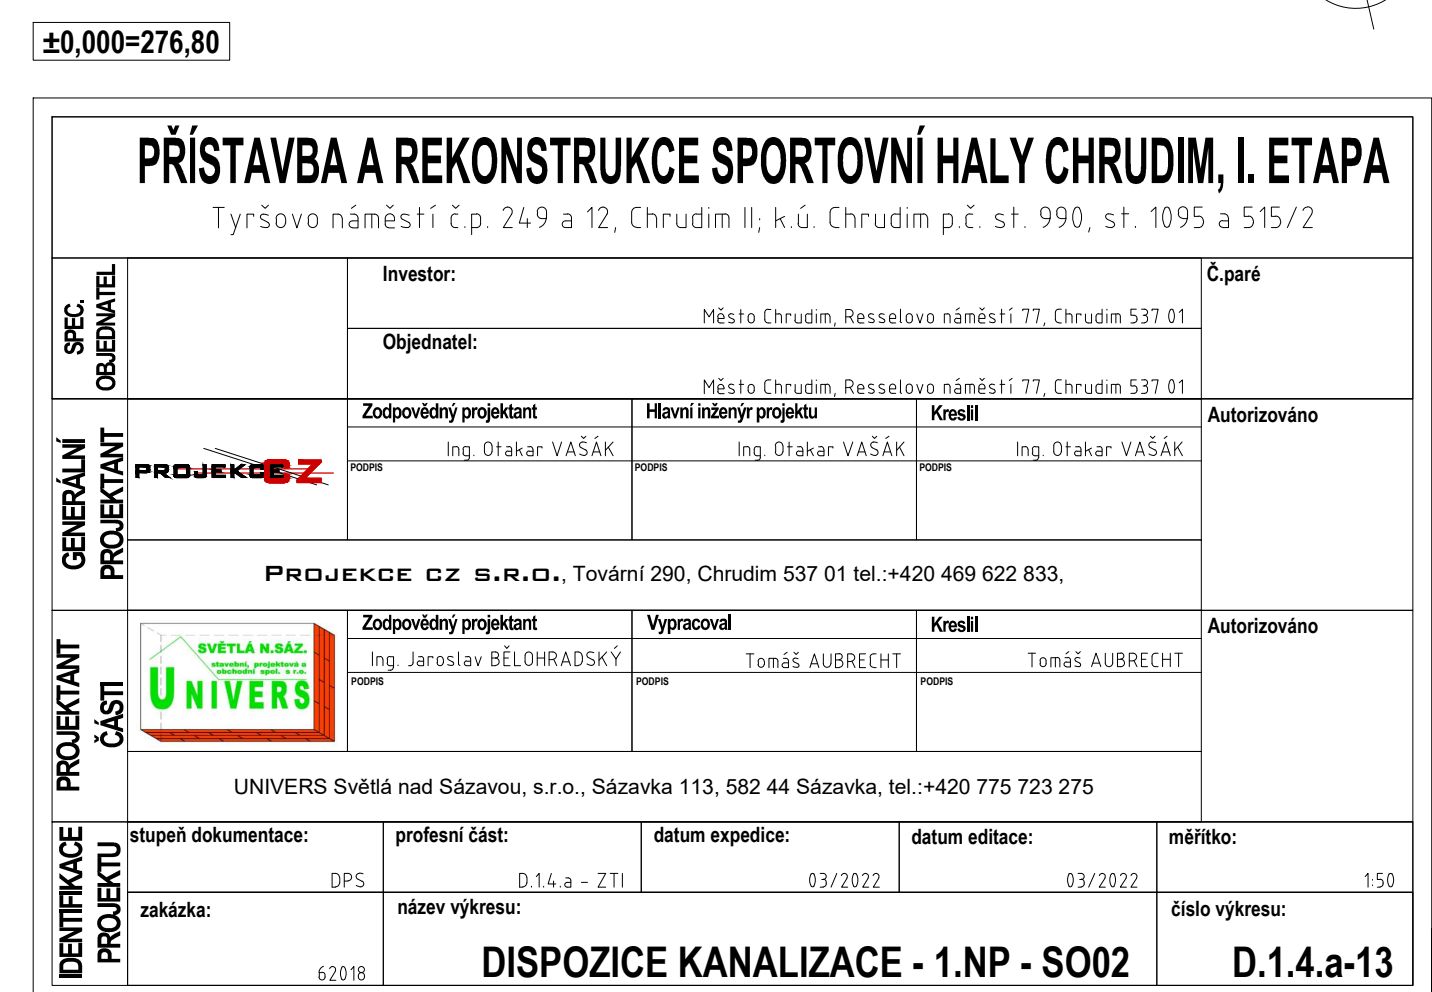 ±0,000=276,80
PŘÍSTAVBA A REKONSTRUKCE SPORTOVNÍ HALY CHRUDIM, I. ETAPA
Tyršovo náměstí č.p. 249 a 12, Chrudim II; k.ú. Chrudim p.č. st. 990, st. 1095 a 515/2
SPEC.
OBJEDNATEL
Investor:
Město Chrudim, Resselovo náměstí 77, Chrudim 537 01
Objednatel:
Město Chrudim, Resselovo náměstí 77, Chrudim 537 01
Č.paré
GENERÁLNÍ
PROJEKTANT
PROJEKCE CZ
Zodpovědný projektant
Ing. Otakar VAŠÁK
PODPIS
Hlavní inženýr projektu
Ing. Otakar VAŠÁK
PODPIS
Kreslil
Ing. Otakar VAŠÁK
PODPIS
Autorizováno
PROJEKCE CZ S.R.O., Tovární 290, Chrudim 537 01 tel.:+420 469 622 833,
PROJEKTANT
ČÁSTI
SVĚTLÁ N.SÁZ.
stavební, projektová a
obchodní spol. s r.o.
UNIVERS
Zodpovědný projektant
Ing. Jaroslav BĚLOHRADSKÝ
PODPIS
Vypracoval
Tomáš AUBRECHT
PODPIS
Kreslil
Tomáš AUBRECHT
PODPIS
Autorizováno
UNIVERS Světlá nad Sázavou, s.r.o., Sázavka 113, 582 44 Sázavka, tel.:+420 775 723 275
IDENTIFIKACE
PROJEKTU
stupeň dokumentace:
DPS
profesní část:
D.1.4.a – ZTI
datum expedice:
03/2022
datum editace:
03/2022
měřítko:
1:50
zakázka:
62018
název výkresu:
DISPOZICE KANALIZACE - 1.NP - SO02
číslo výkresu:
D.1.4.a-13